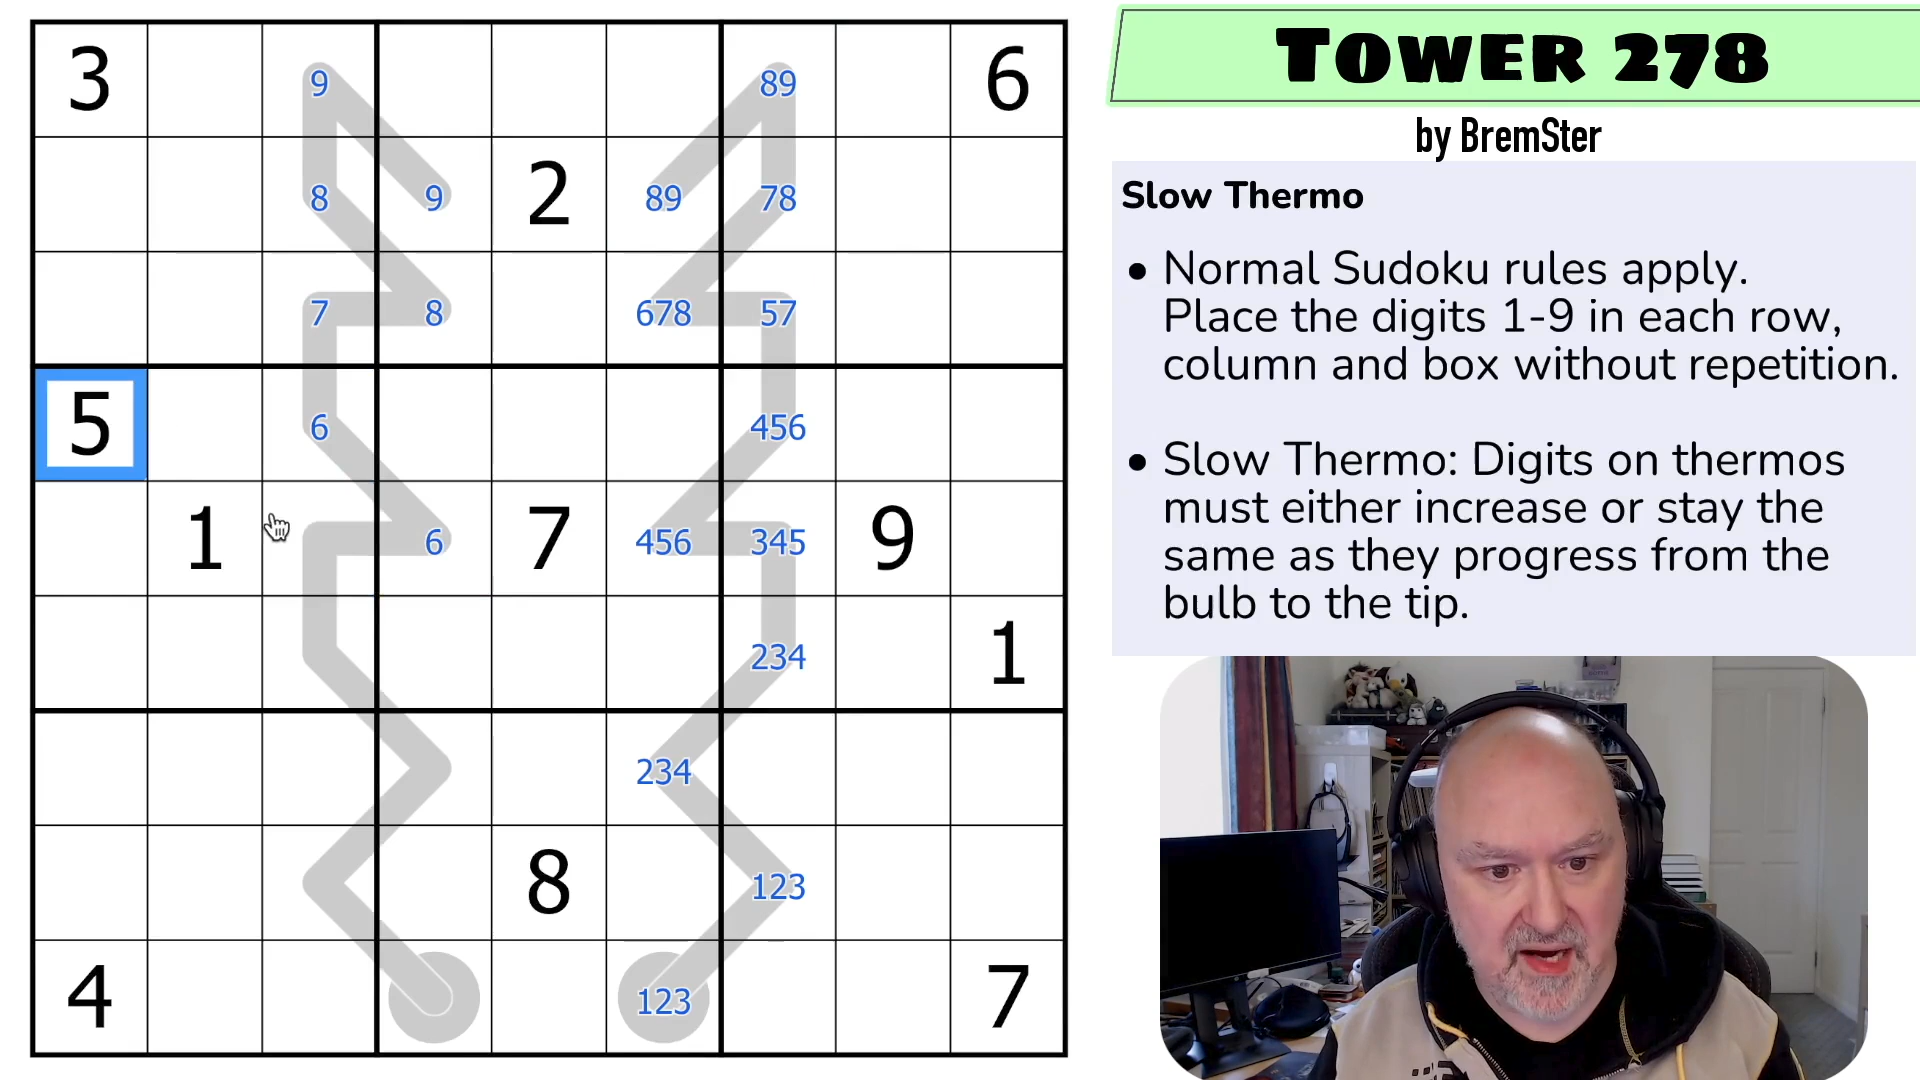 TOWER 278
by BremSter
Slow Thermo
• Normal Sudoku rules apply.
Place the digits 1-9 in each row,
column and box without repetition.
• Slow Thermo: Digits on thermos
must either increase or stay the
same as they progress from the
bulb to the tip.
3 9 89 6
8 9 2 89 78
7 8 678 57
5 6 456
1 6 7 456 345 9
234 1
234
8 123
4 123 7